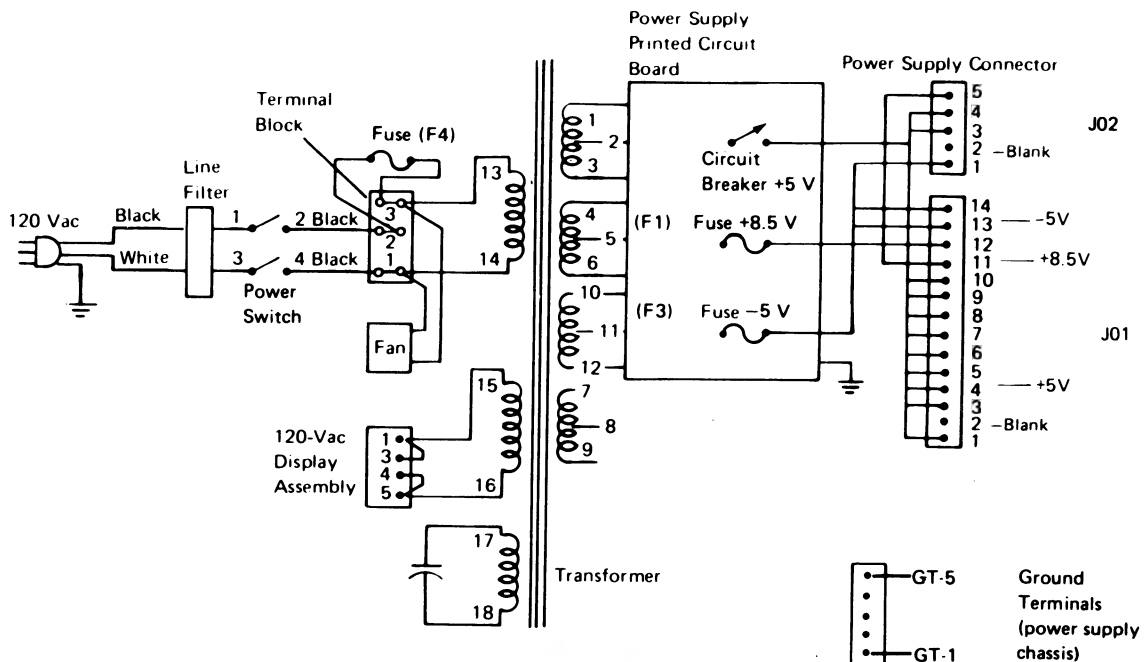 Power Supply
Printed Circuit
Board
Power Supply Connector
Terminal
Block
Fuse (F4)
Line
Filter
120 Vac
Black
White
1
2 Black
3
4 Black
Power
Switch
3
2
1
Fan
13
14
1
2
3
4
5
6
10
11
12
7
8
9
Circuit
Breaker +5 V
(F1)
Fuse +8.5 V
(F3)
Fuse −5 V
5
4
3
2 –Blank
1
J02
14
13 — -5V
12
11 — +8.5V
10
9
8
7
6
5
4 — +5V
3
2 –Blank
1
J01
120-Vac
Display
Assembly
1
3
4
5
15
16
17
18
Transformer
GT-5
GT-1
Ground
Terminals
(power supply
chassis)